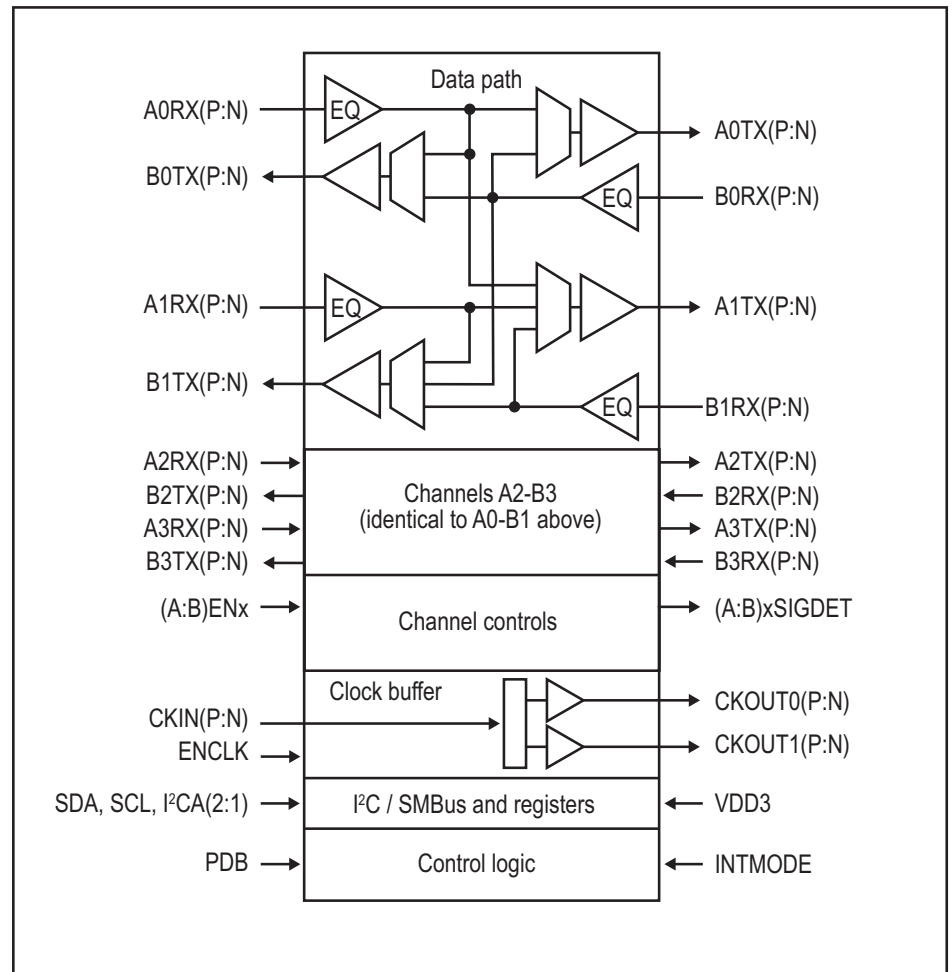 Data path
A0RX(P:N)
EQ
A0TX(P:N)
B0TX(P:N)
EQ
B0RX(P:N)
A1RX(P:N)
EQ
A1TX(P:N)
B1TX(P:N)
EQ
B1RX(P:N)
A2RX(P:N)
B2TX(P:N)
A3RX(P:N)
B3TX(P:N)
Channels A2-B3
(identical to A0-B1 above)
A2TX(P:N)
B2RX(P:N)
A3TX(P:N)
B3RX(P:N)
(A:B)ENx
Channel controls
(A:B)xSIGDET
Clock buffer
CKIN(P:N)
ENCLK
CKOUT0(P:N)
CKOUT1(P:N)
SDA, SCL, I²CA(2:1)
I²C / SMBus and registers
VDD3
PDB
Control logic
INTMODE